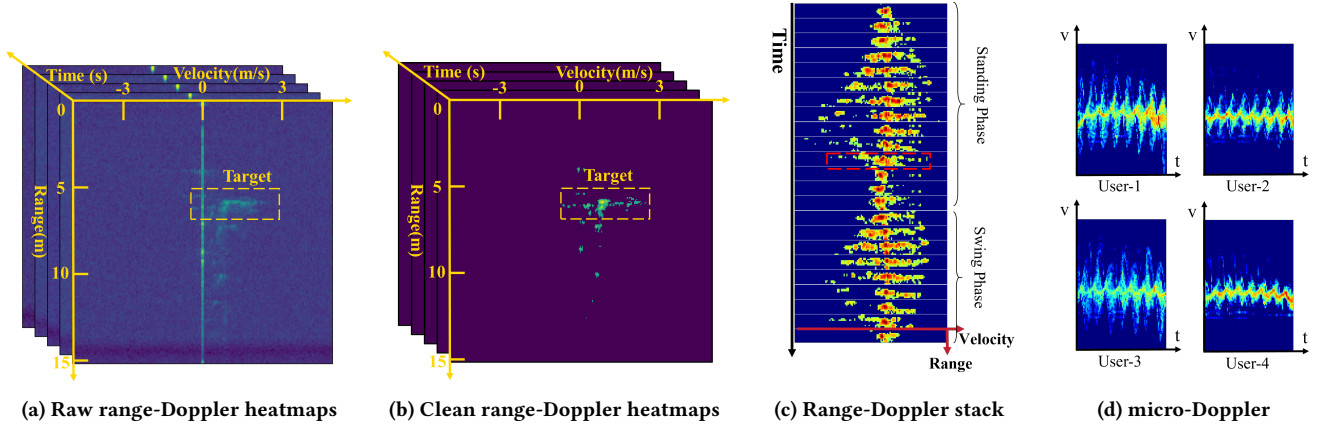 Time (s)
Velocity(m/s)
-3
0
3
0
5
10
15
Range(m)
Target
(a) Raw range-Doppler heatmaps
Time (s)
Velocity(m/s)
-3
0
3
0
5
10
15
Range(m)
Target
(b) Clean range-Doppler heatmaps
Time
Standing Phase
Swing Phase
Velocity
Range
(c) Range-Doppler stack
v
t
User-1
v
t
User-2
v
t
User-3
v
t
User-4
(d) micro-Doppler